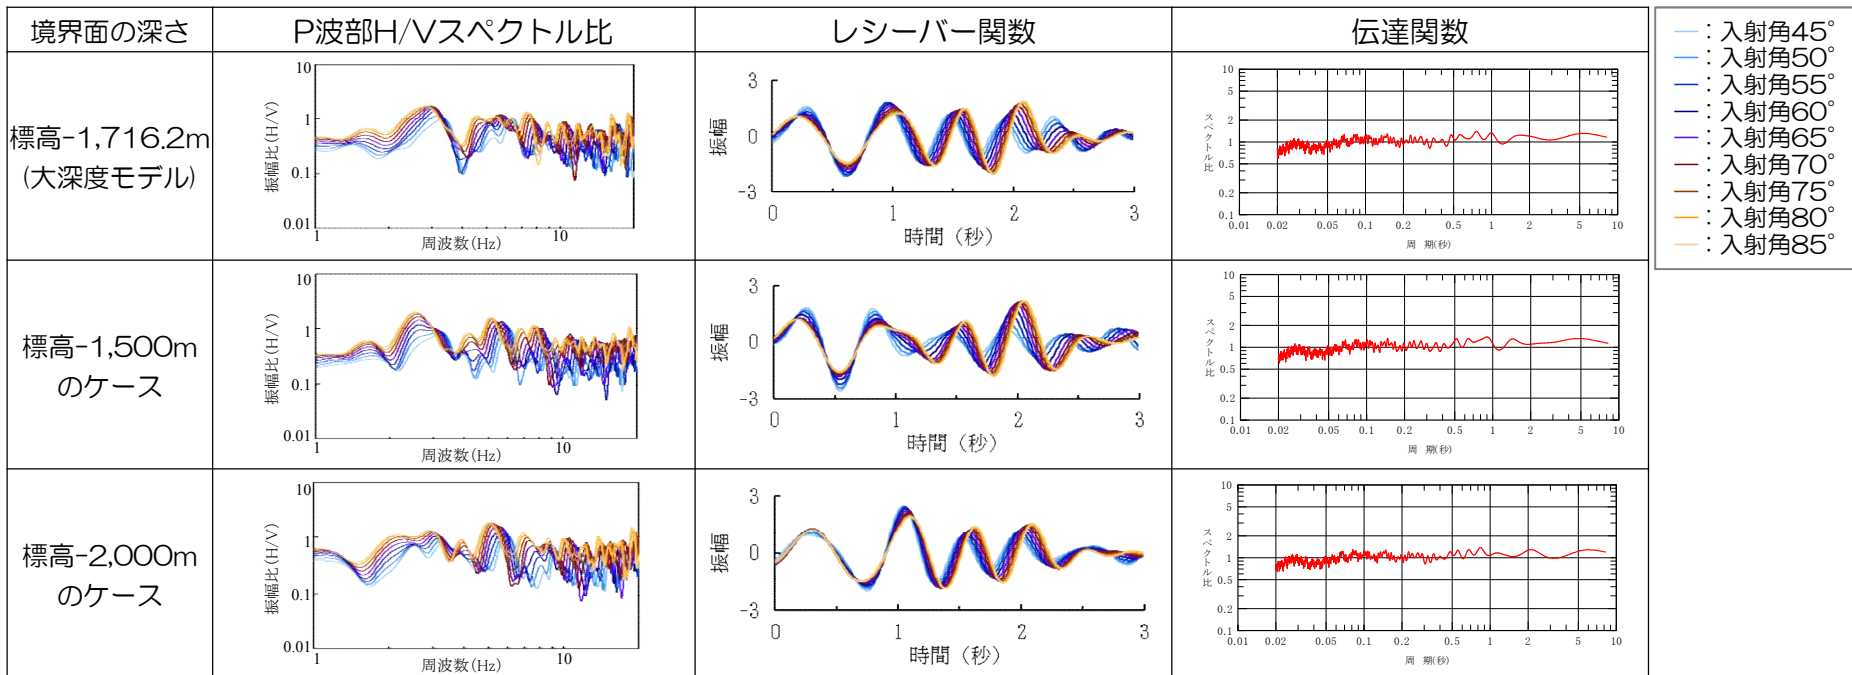 境界面の深さ
P波部H/Vスペクトル比
レシーバー関数
伝達関数
標高-1,716.2m
(大深度モデル)
振幅比(H/V)
10
1
0.1
0.01
1
10
周波数(Hz)
振幅
3
0
-3
0
1
2
3
時間（秒）
スペクトル比
10
5
2
1
0.5
0.2
0.1
0.01
0.02
0.05
0.1
0.2
0.5
1
2
5
10
周 期(秒)
標高-1,500m
のケース
振幅比(H/V)
10
1
0.1
0.01
1
10
周波数(Hz)
振幅
3
0
-3
0
1
2
3
時間（秒）
スペクトル比
10
5
2
1
0.5
0.2
0.1
0.01
0.02
0.05
0.1
0.2
0.5
1
2
5
10
周 期(秒)
標高-2,000m
のケース
振幅比(H/V)
10
1
0.1
0.01
1
10
周波数(Hz)
振幅
3
0
-3
0
1
2
3
時間（秒）
スペクトル比
10
5
2
1
0.5
0.2
0.1
0.01
0.02
0.05
0.1
0.2
0.5
1
2
5
10
周 期(秒)
：入射角45°
：入射角50°
：入射角55°
：入射角60°
：入射角65°
：入射角70°
：入射角75°
：入射角80°
：入射角85°